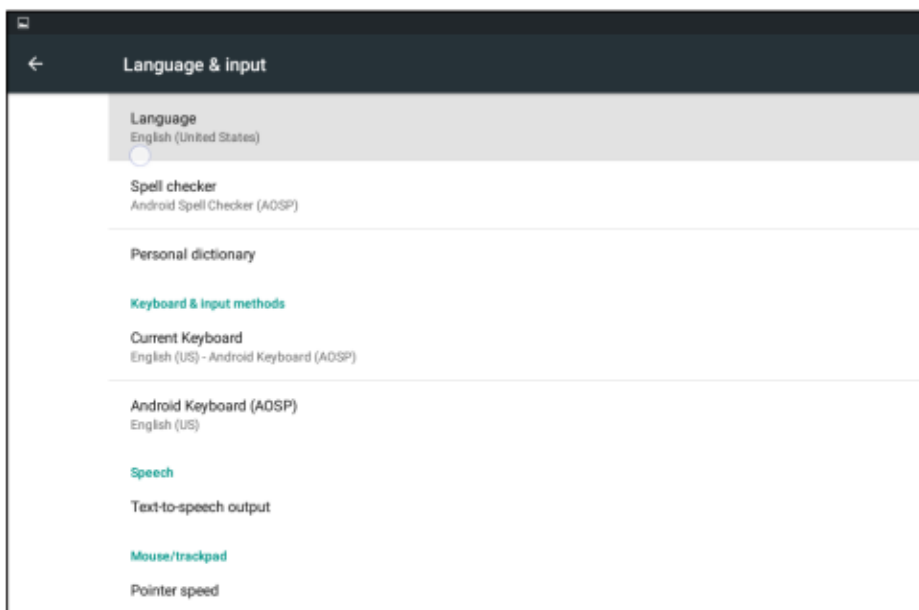 Language & input
Language
English (United States)
Spell checker
Android Spell Checker (AOSP)
Personal dictionary
Keyboard & input methods
Current Keyboard
English (US) - Android Keyboard (AOSP)
Android Keyboard (AOSP)
English (US)
Speech
Text-to-speech output
Mouse/trackpad
Pointer speed